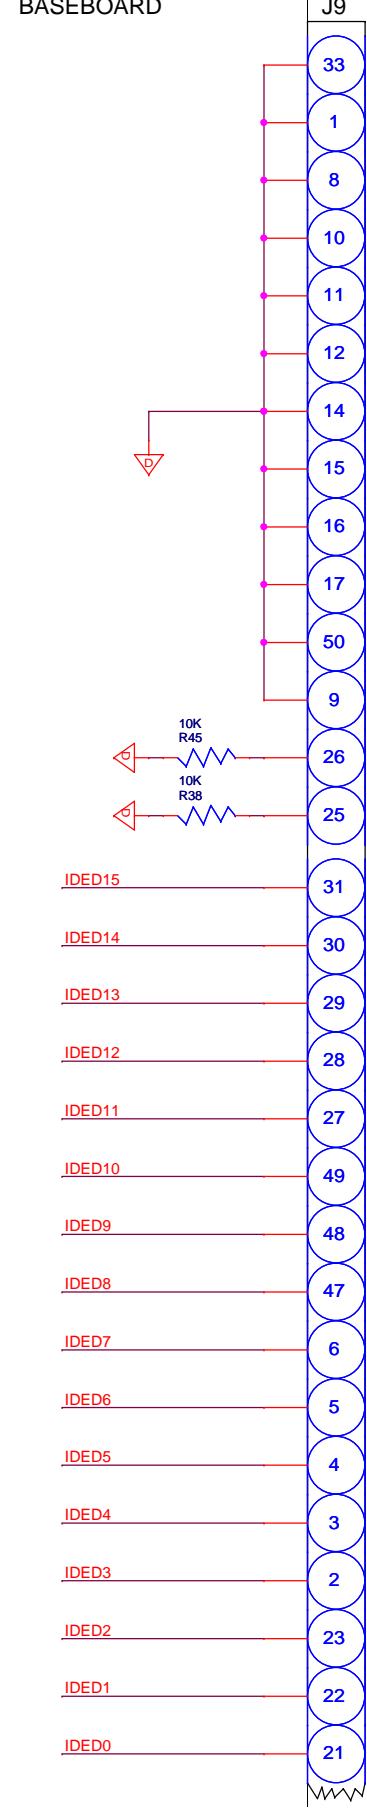 BASEBOARD J9
33
1
8
10
11
12
14
D
15
16
17
50
9
10K
R45
D 26
10K
R38
D 25
IDED15 31
IDED14 30
IDED13 29
IDED12 28
IDED11 27
IDED10 49
IDED9 48
IDED8 47
IDED7 6
IDED6 5
IDED5 4
IDED4 3
IDED3 2
IDED2 23
IDED1 22
IDED0 21